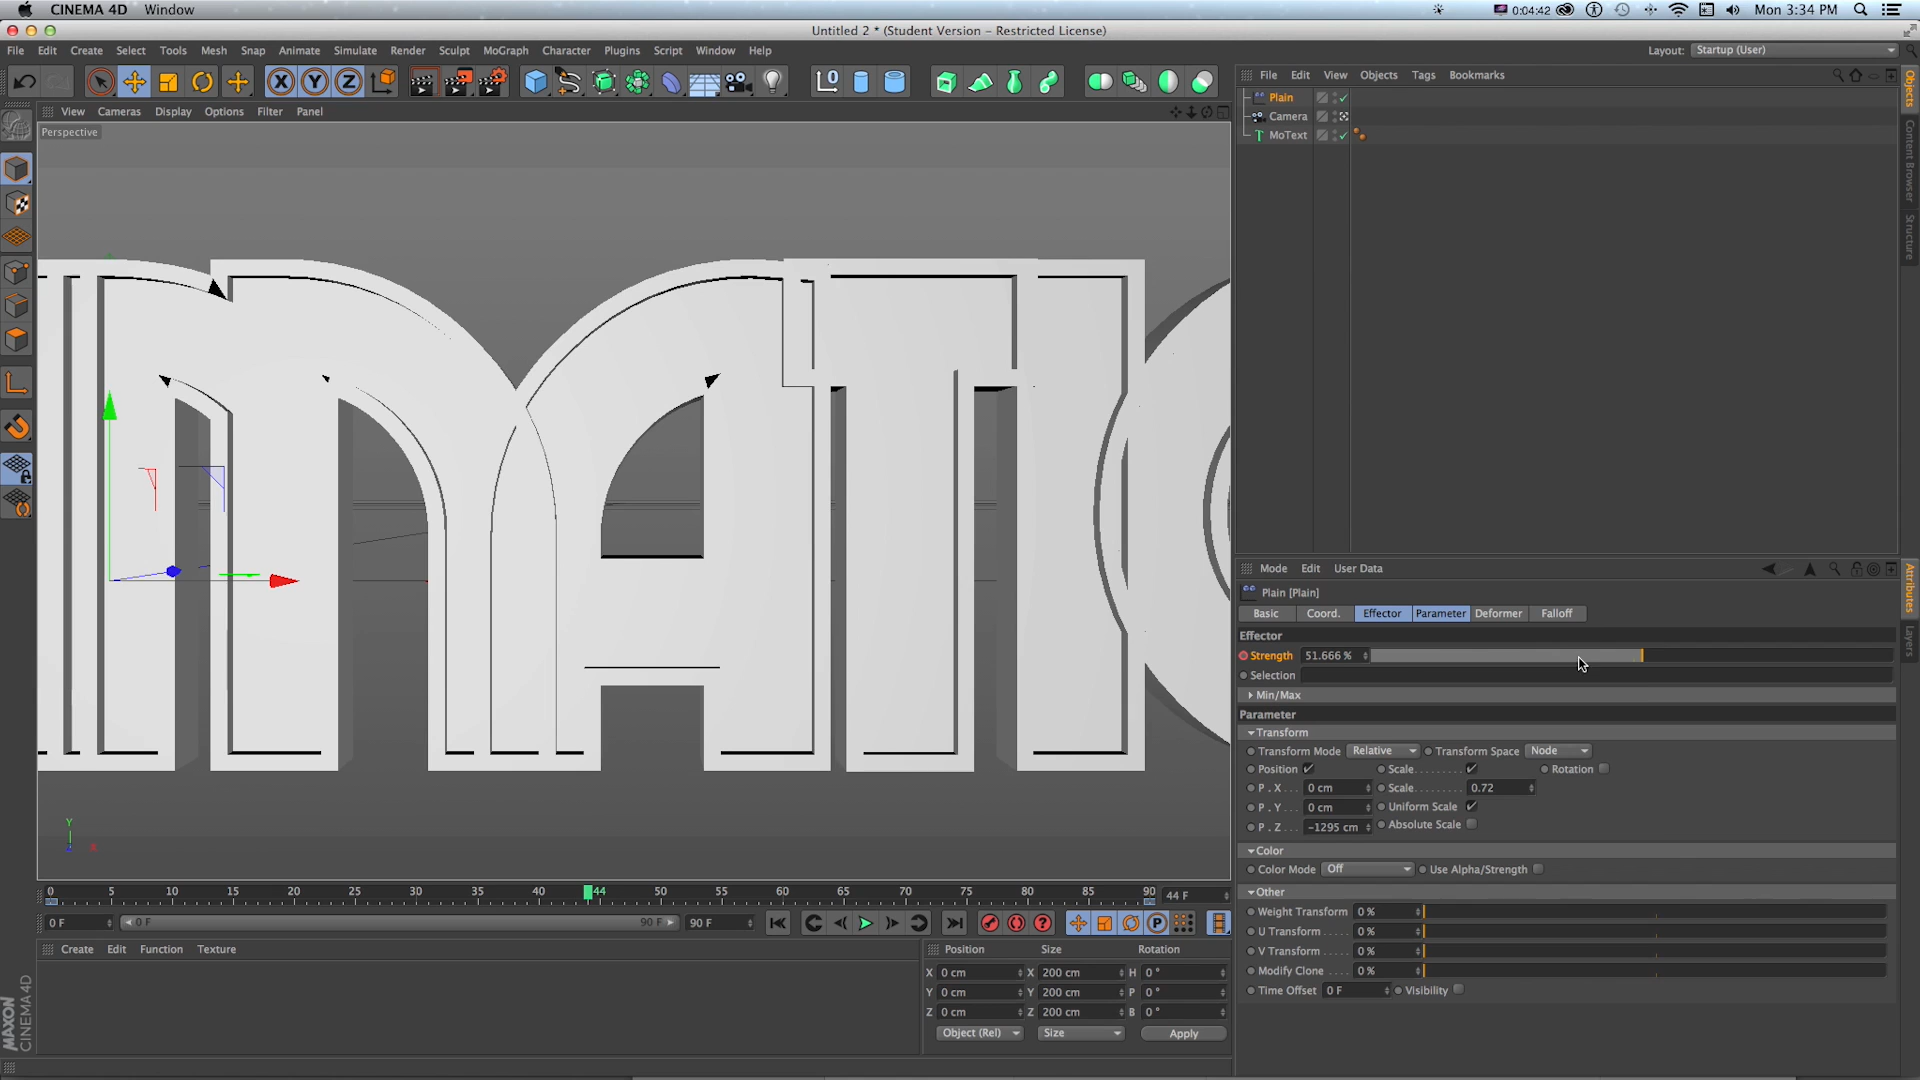 CINEMA 4D Window 0:04:42 Mon 3:34 PM
Untitled 2 * (Student Version – Restricted License)
File Edit Create Select Tools Mesh Snap Animate Simulate Render Sculpt MoGraph Character Plugins Script Window Help Layout: Startup (User)
File Edit View Objects Tags Bookmarks
Plain
Camera
MoText
Objects
Content Browser
Structure
View Cameras Display Options Filter Panel
Perspective
mATIO
Y
X
Mode Edit User Data
Plain [Plain]
Basic Coord. Effector Parameter Deformer Falloff
Effector
Strength 51.666 %
Selection
Min/Max
Parameter
Transform
Transform Mode Relative Transform Space Node
Position Scale........ Rotation
P . X ... 0 cm Scale........ 0.72
P . Y ... 0 cm Uniform Scale
P . Z ... -1295 cm Absolute Scale
Color
Color Mode Off Use Alpha/Strength
Other
Weight Transform 0 %
U Transform ..... 0 %
V Transform ..... 0 %
Modify Clone .... 0 %
Time Offset 0 F Visibility
Attributes
Layers
0 5 10 15 20 25 30 35 40 44 50 55 60 65 70 75 80 85 90 44 F
0 F 0 F 90 F 90 F
Create Edit Function Texture
Position Size Rotation
X 0 cm X 200 cm H 0 °
Y 0 cm Y 200 cm P 0 °
Z 0 cm Z 200 cm B 0 °
Object (Rel) Size Apply
MAXON
CINEMA 4D